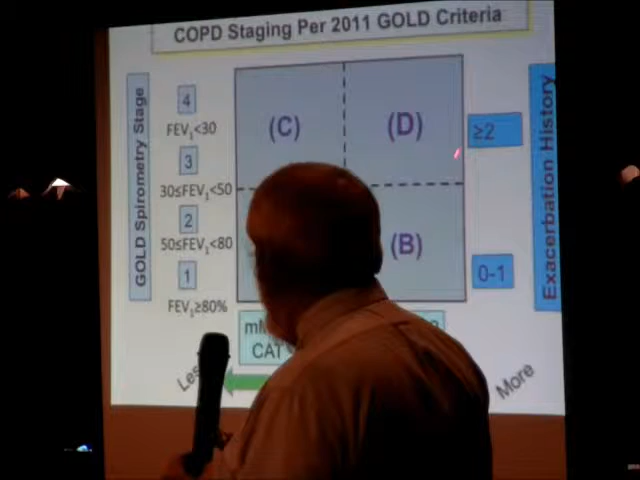 COPD Staging Per 2011 GOLD Criteria
GOLD Spirometry Stage
4
FEV₁<30
3
30≤FEV₁<50
2
50≤FEV₁<80
1
FEV₁≥80%
(C)
(D)
(B)
≥2
0-1
Exacerbation History
CAT
More